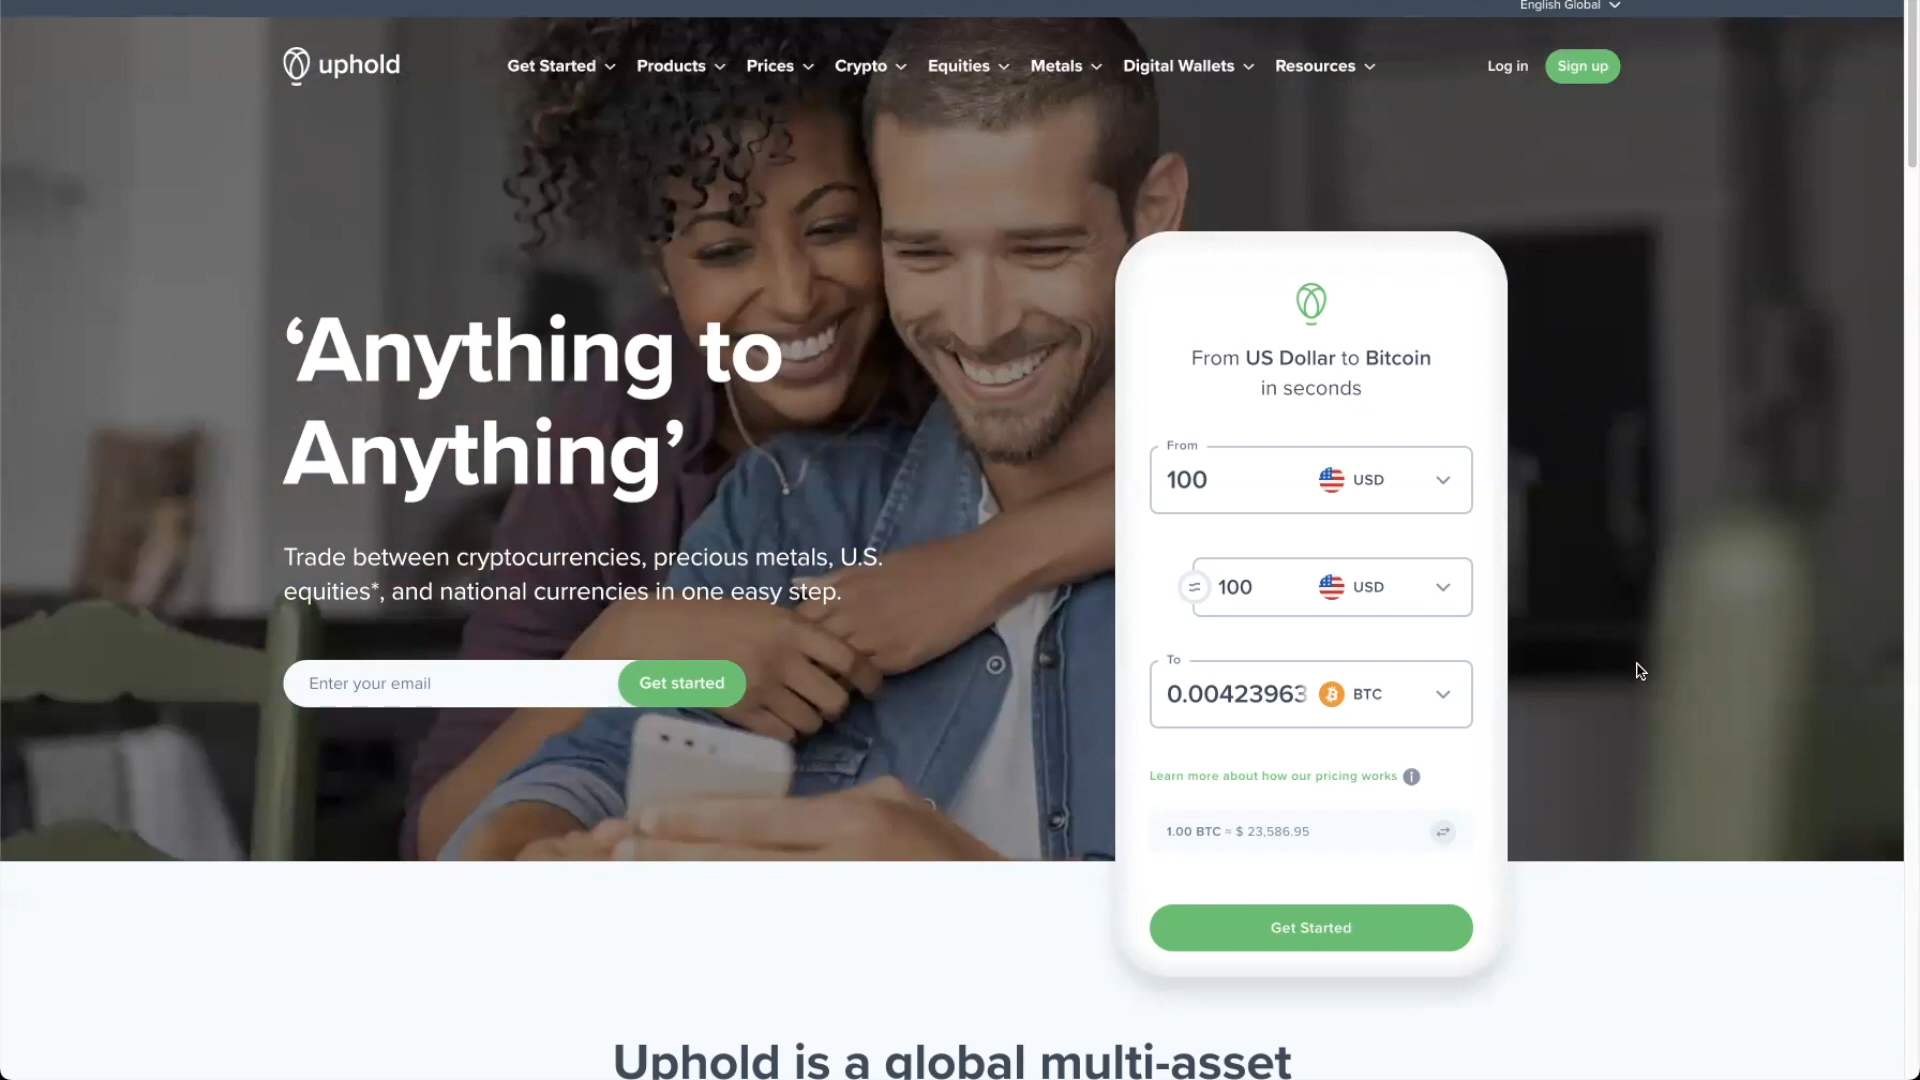 English Global
uphold
Get Started
Products
Prices
Crypto
Equities
Metals
Digital Wallets
Resources
Log in
Sign up
‘Anything to
Anything’
Trade between cryptocurrencies, precious metals, U.S.
equities*, and national currencies in one easy step.
Enter your email
Get started
From US Dollar to Bitcoin
in seconds
From
100
USD
≈ 100
USD
To
0.00423963
BTC
Learn more about how our pricing works
1.00 BTC ≈ $ 23,586.95
Get Started
Uphold is a global multi-asset